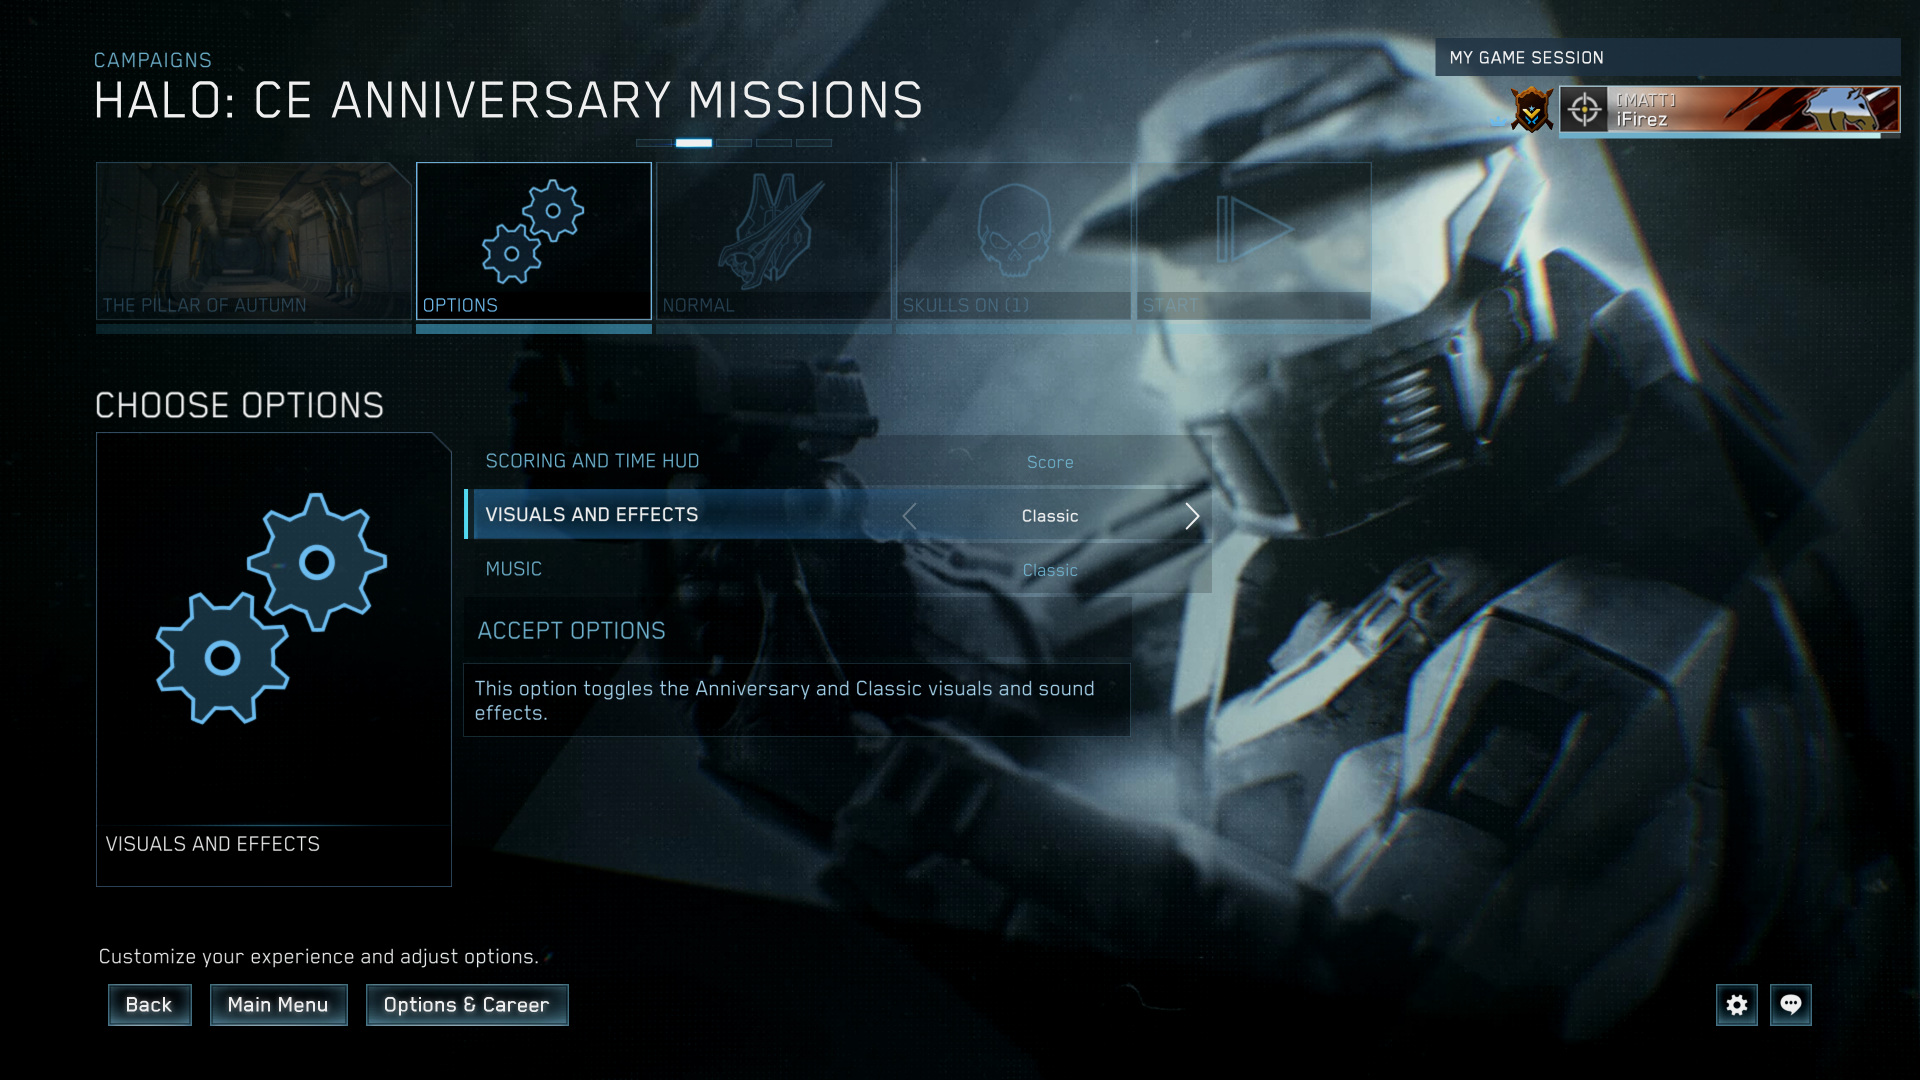 CAMPAIGNS
HALO: CE ANNIVERSARY MISSIONS
MY GAME SESSION
[MATT]
iFirez
THE PILLAR OF AUTUMN
OPTIONS
NORMAL
SKULLS ON (1)
START
CHOOSE OPTIONS
SCORING AND TIME HUD Score
VISUALS AND EFFECTS Classic
MUSIC Classic
ACCEPT OPTIONS
This option toggles the Anniversary and Classic visuals and sound
effects.
VISUALS AND EFFECTS
Customize your experience and adjust options.
Back Main Menu Options & Career